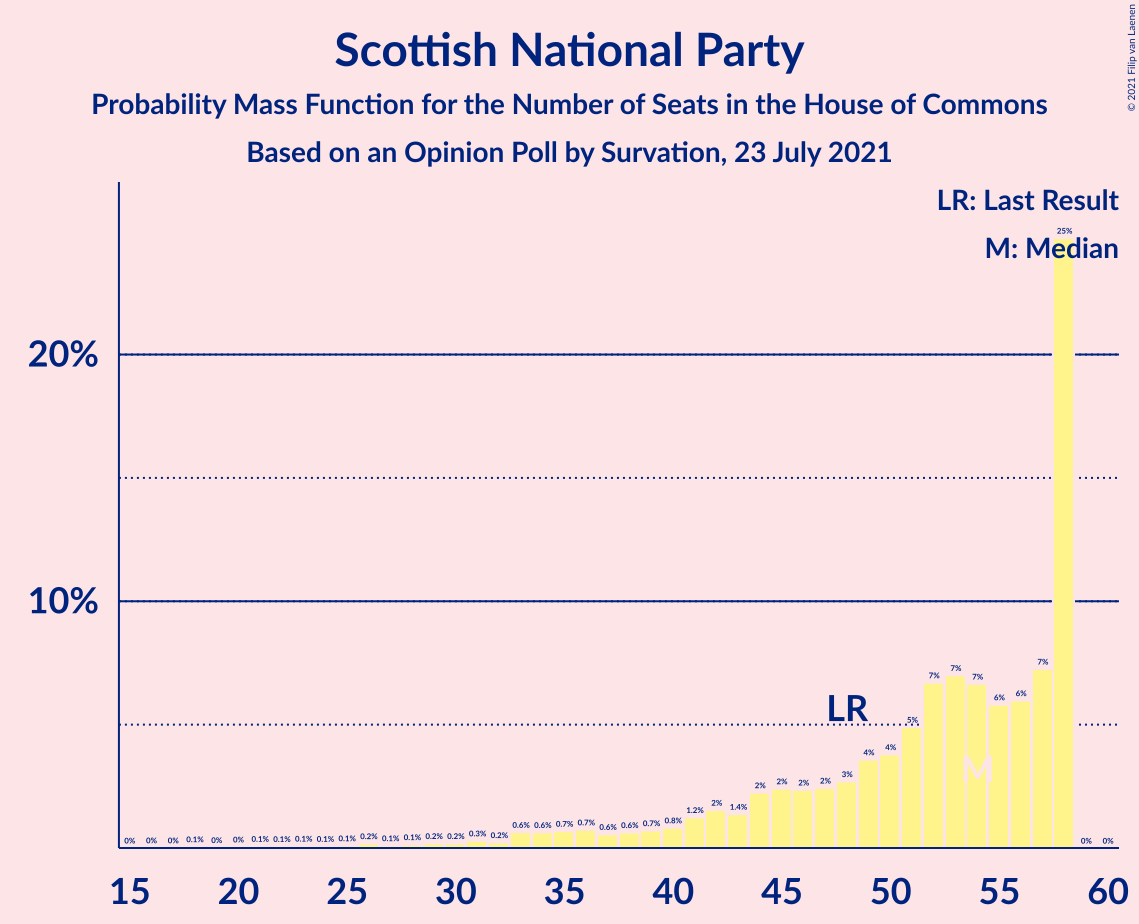 © 2021 Filip van Laenen
Scottish National Party
Probability Mass Function for the Number of Seats in the House of Commons
Based on an Opinion Poll by Survation, 23 July 2021
LR: Last Result
M: Median
20%
10%
LR
M
0% 0% 0% 0.1% 0% 0% 0.1% 0.1% 0.1% 0.1% 0.1% 0.2% 0.1% 0.1% 0.2% 0.2% 0.3% 0.2% 0.6% 0.6% 0.7% 0.7% 0.6% 0.6% 0.7% 0.8% 1.2% 2% 1.4% 2% 2% 2% 2% 3% 4% 4% 5% 7% 7% 7% 6% 6% 7% 25% 0% 0%
15 20 25 30 35 40 45 50 55 60